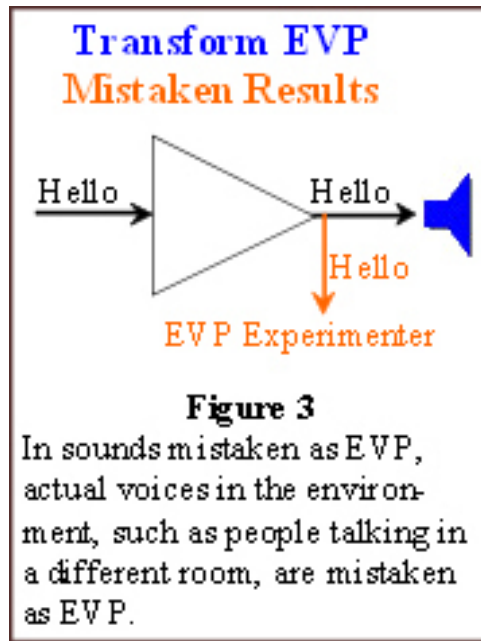 Transform EVP
Mistaken Results
Hello
Hello
Hello
EVP Experimenter
Figure 3
In sounds mistaken as EVP,
actual voices in the environ-
ment, such as people talking in
a different room, are mistaken
as EVP.